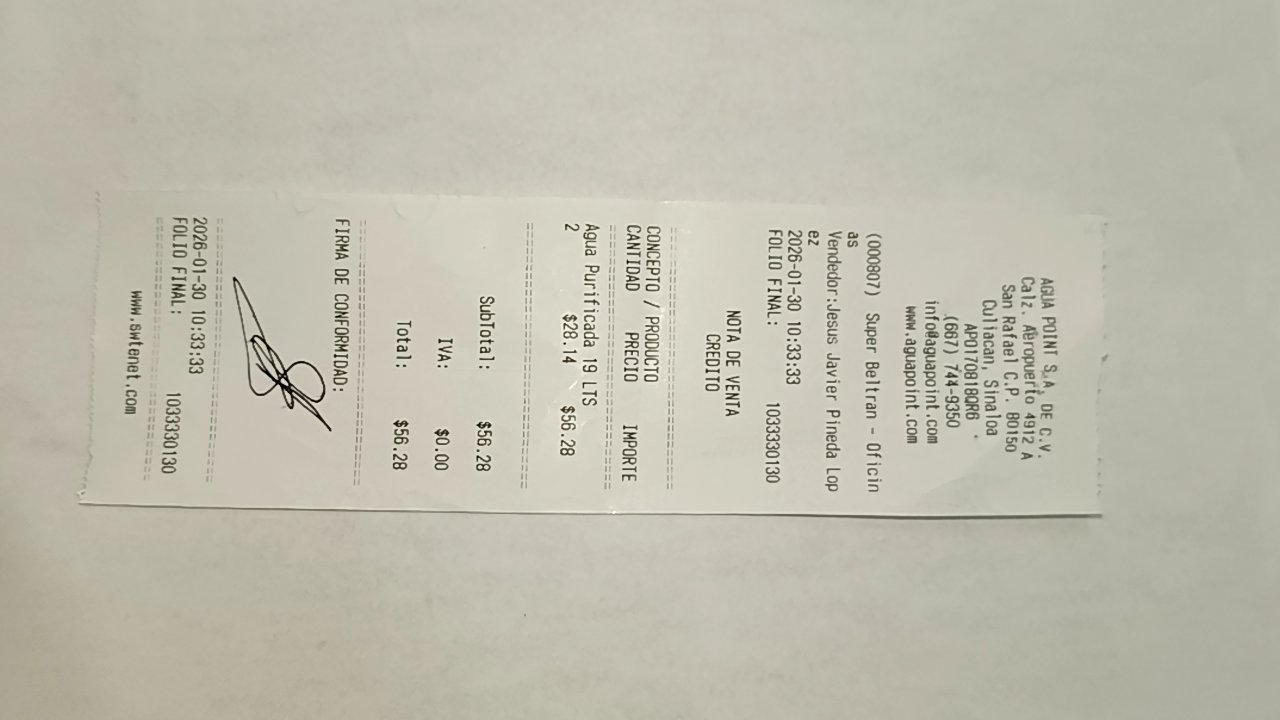 AGUA POINT S.A. DE C.V.
Calz. Aeropuerto 4912 A
San Rafael C.P. 80150
Culiacan, Sinaloa
APO170818QR6
(667) 744-9350
info@aguapoint.com
www.aguapoint.com
(000807) Super Beltran - Oficin
as
Vendedor:Jesus Javier Pineda Lop
ez
2026-01-30 10:33:33
FOLIO FINAL: 1033330130
NOTA DE VENTA
CREDITO
CONCEPTO / PRODUCTO
CANTIDAD PRECIO IMPORTE
Agua Purificada 19 LTS
2 $28.14 $56.28
SubTotal: $56.28
IVA: $0.00
Total: $56.28
FIRMA DE CONFORMIDAD:
2026-01-30 10:33:33
FOLIO FINAL: 1033330130
www.swtenet.com